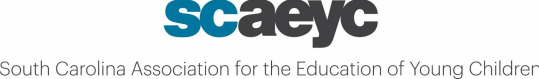 scaeyc
South Carolina Association for the Education of Young Children